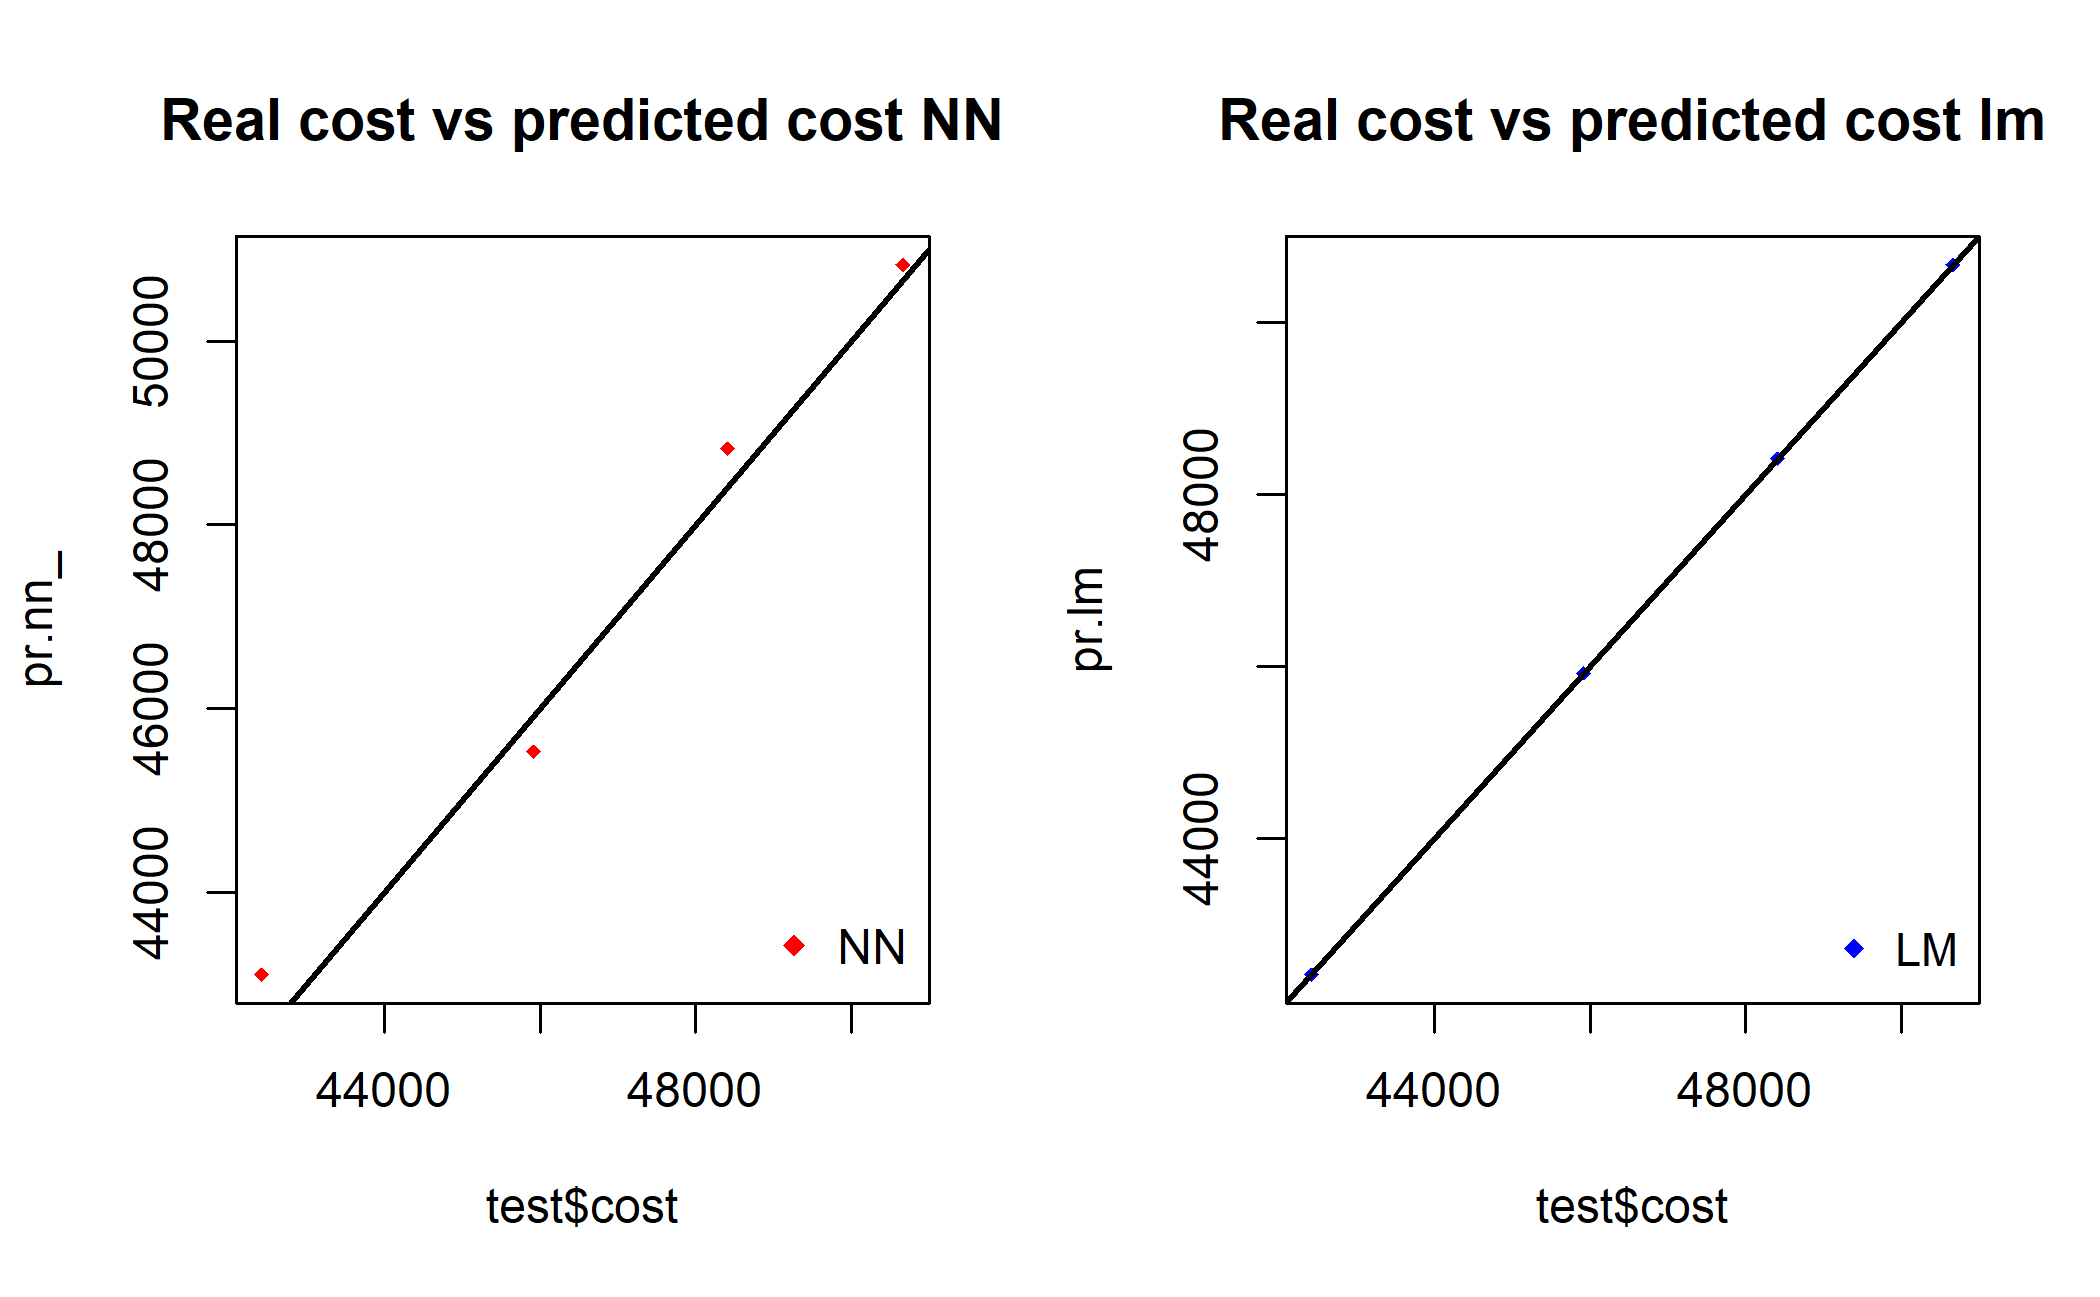 Real cost vs predicted cost NN
50000
48000
46000
44000
pr.nn_
NN
44000 48000
test$cost
Real cost vs predicted cost lm
48000
44000
pr.lm
LM
44000 48000
test$cost